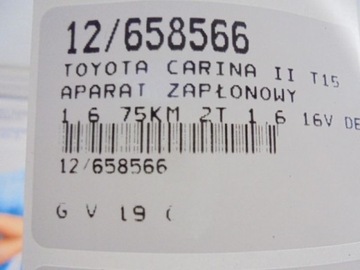 12/658566
TOYOTA CARINA II T15
APARAT ZAPŁONOWY
1,6 75KM 2T 1,6 16V DE
12/658566
G V 19 (